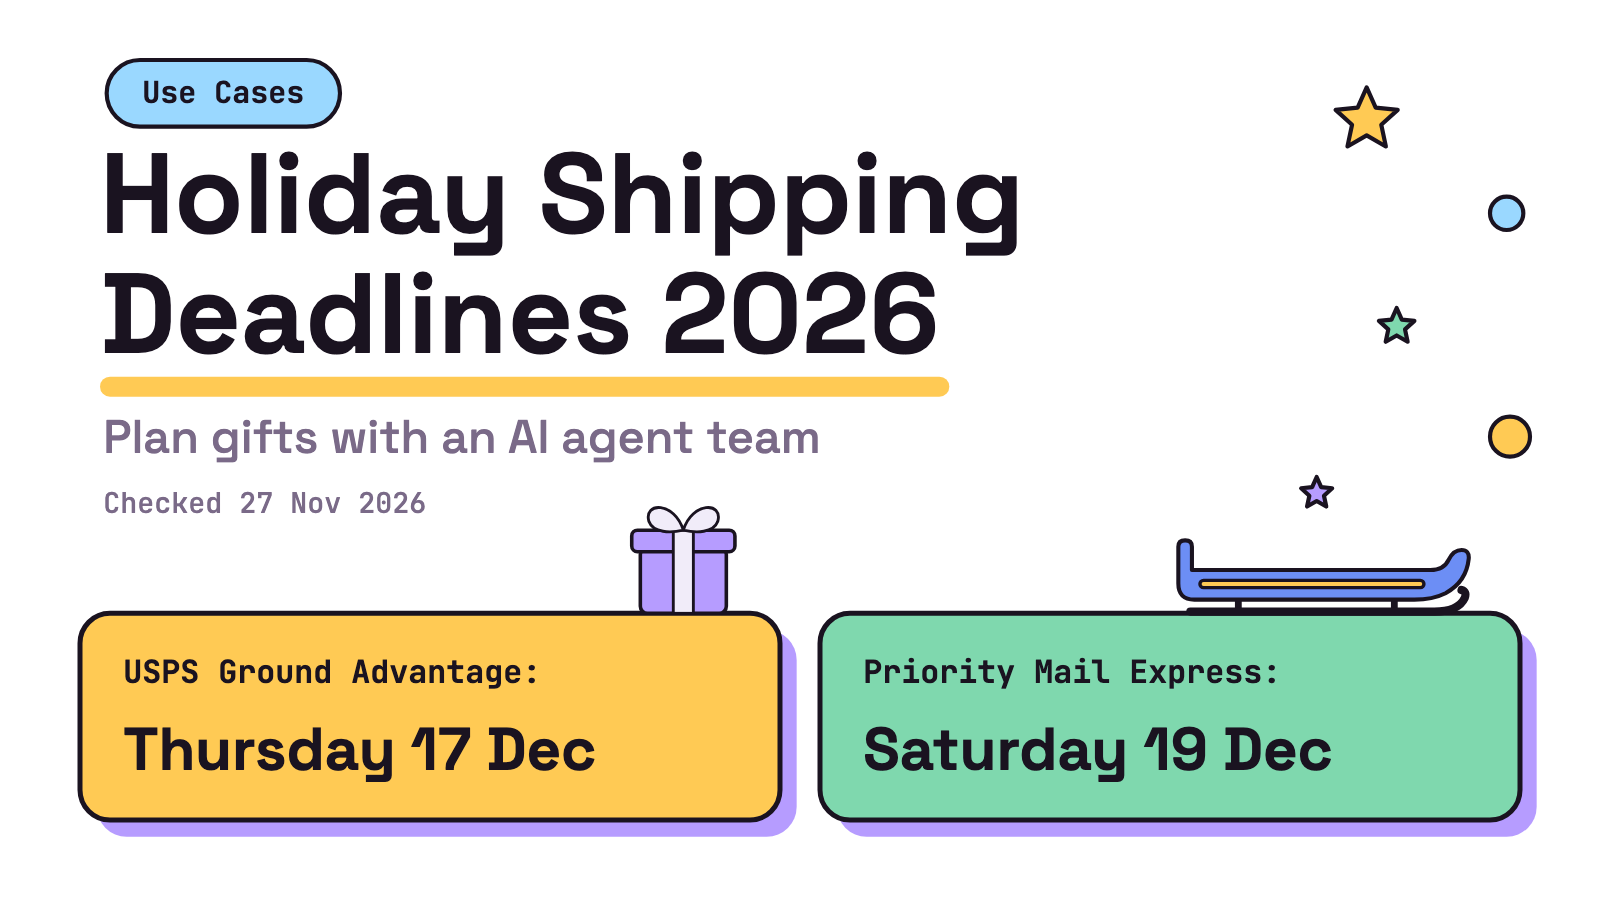 Use Cases
Holiday Shipping
Deadlines 2026
Plan gifts with an AI agent team
Checked 27 Nov 2026
USPS Ground Advantage:
Thursday 17 Dec
Priority Mail Express:
Saturday 19 Dec